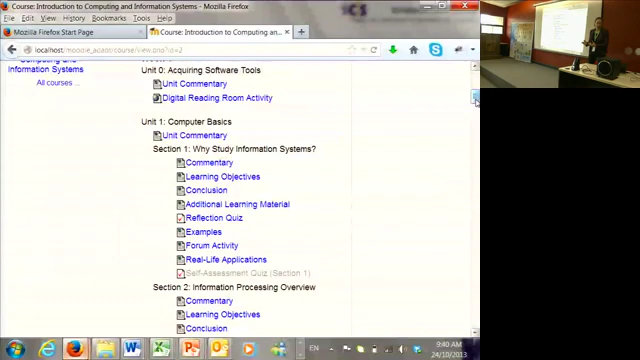 Course: Introduction to Computing and Information Systems - Mozilla Firefox
File Edit View History Bookmarks Tools Help
Mozilla Firefox Start Page
Course: Introduction to Computing and ...
localhost/moodle_acam/course/view.php?id=2
Information Systems
All courses ...
Unit 0: Acquiring Software Tools
Unit Commentary
Digital Reading Room Activity
Unit 1: Computer Basics
Unit Commentary
Section 1: Why Study Information Systems?
Commentary
Learning Objectives
Conclusion
Additional Learning Material
Reflection Quiz
Examples
Forum Activity
Real-Life Applications
Self-Assessment Quiz (Section 1)
Section 2: Information Processing Overview
Commentary
Learning Objectives
Conclusion
EN
9:40 AM
24/10/2013